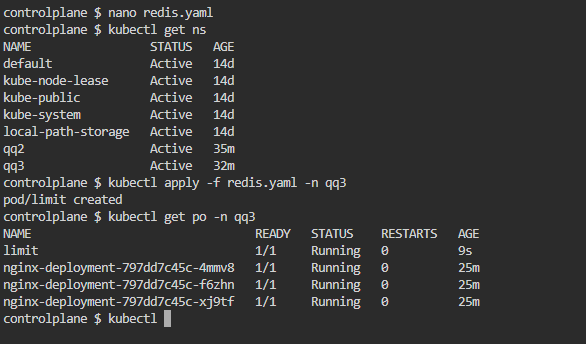 controlplane $ nano redis.yaml
controlplane $ kubectl get ns
NAME STATUS AGE
default Active 14d
kube-node-lease Active 14d
kube-public Active 14d
kube-system Active 14d
local-path-storage Active 14d
qq2 Active 35m
qq3 Active 32m
controlplane $ kubectl apply -f redis.yaml -n qq3
pod/limit created
controlplane $ kubectl get po -n qq3
NAME READY STATUS RESTARTS AGE
limit 1/1 Running 0 9s
nginx-deployment-797dd7c45c-4mmv8 1/1 Running 0 25m
nginx-deployment-797dd7c45c-f6zhn 1/1 Running 0 25m
nginx-deployment-797dd7c45c-xj9tf 1/1 Running 0 25m
controlplane $ kubectl